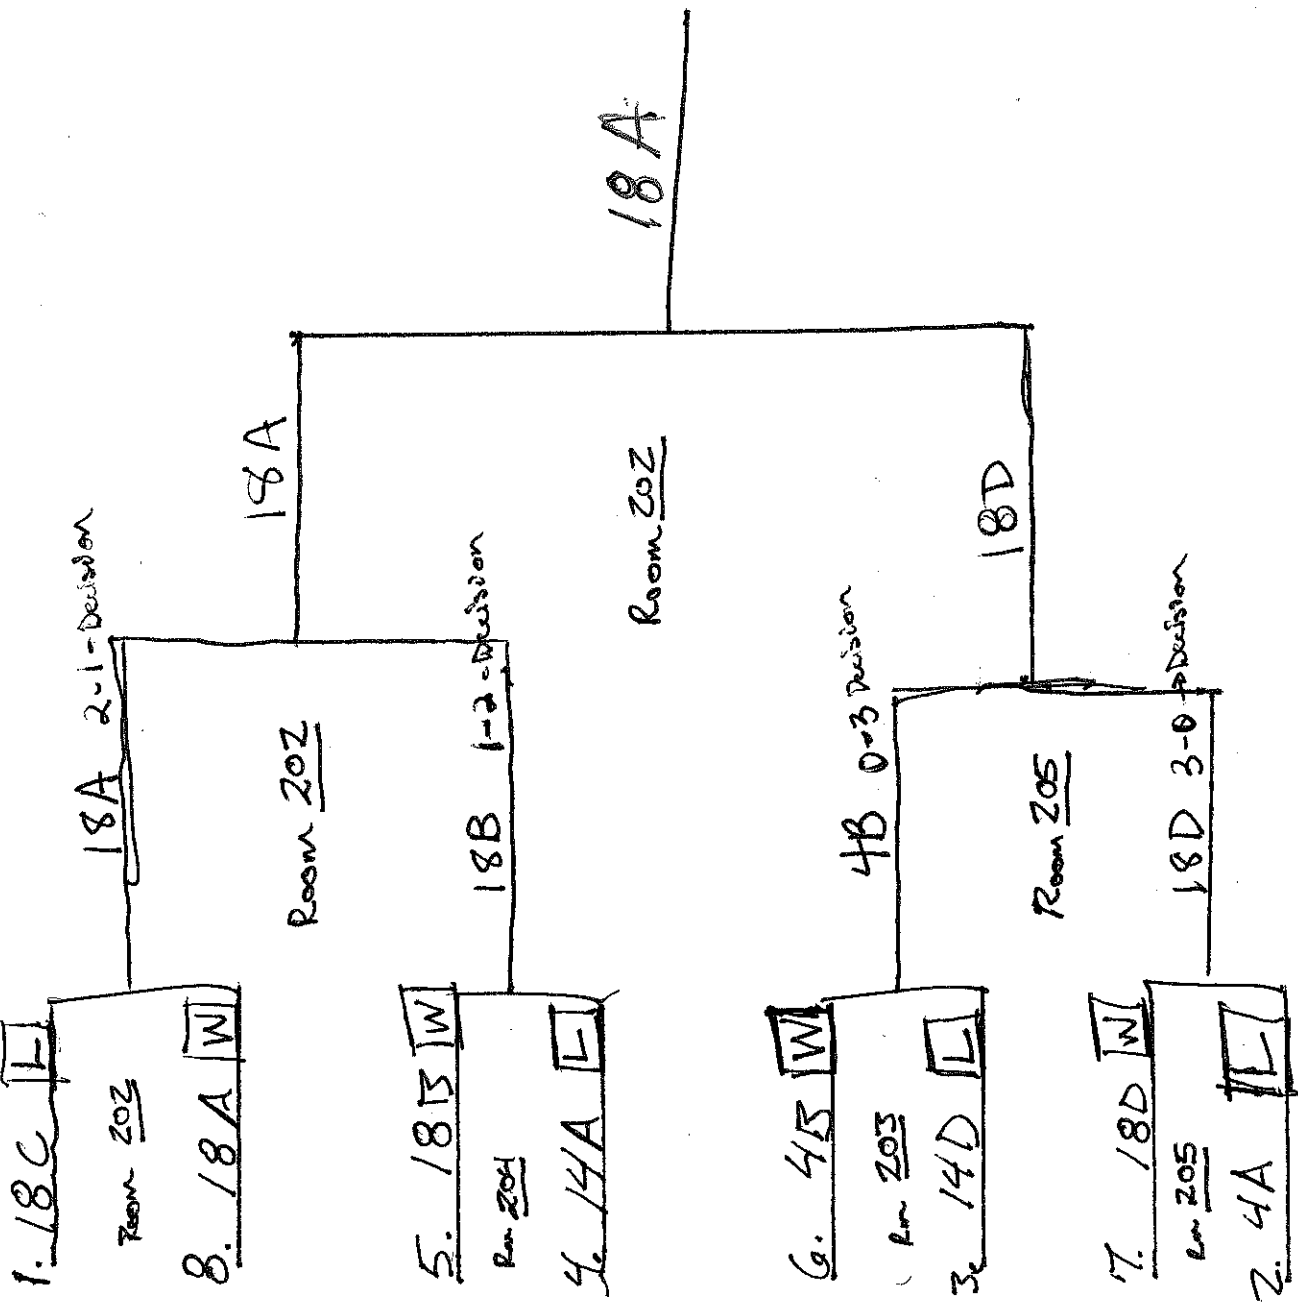 1. 18C L
Room 202
8. 18A W
5. 18B W
Rm 204
4. 14A L
6. 4B W
Rm 203
3. 14D L
7. 18D W
Rm 205
2. 4A L
18A 2-1-Decision
Room 202
18B 1-2-Decision
4B 0-3 Decision
Room 205
18D 3-0→Decision
18A
Room 202
18D
18A